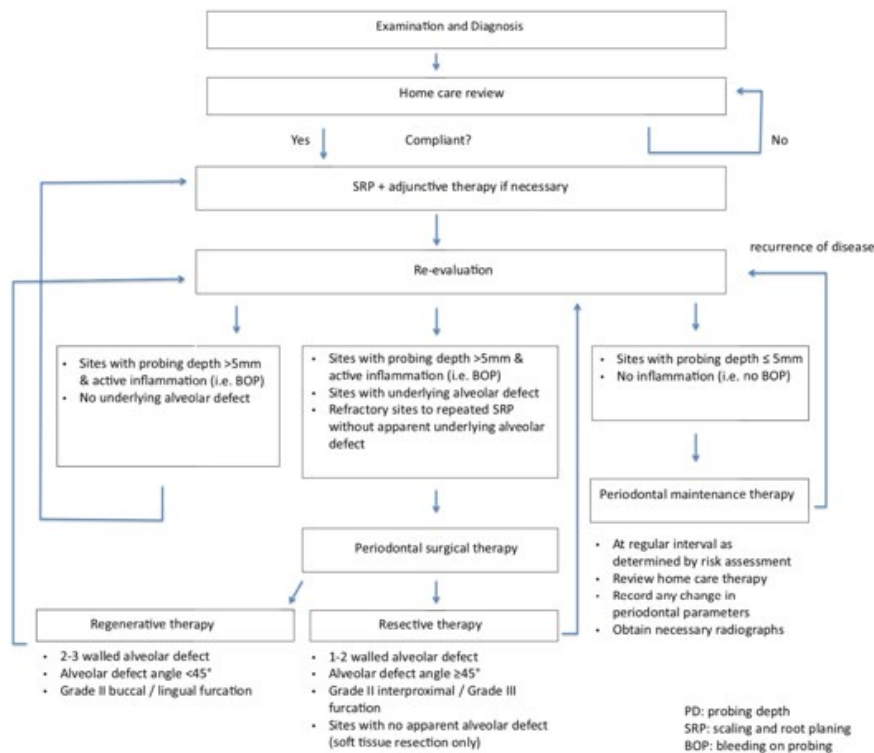 Examination and Diagnosis
Home care review
Yes
Compliant?
No
SRP + adjunctive therapy if necessary
recurrence of disease
Re-evaluation
• Sites with probing depth >5mm
& active inflammation (i.e. BOP)
• No underlying alveolar defect
• Sites with probing depth >5mm &
active inflammation (i.e. BOP)
• Sites with underlying alveolar defect
• Refractory sites to repeated SRP
without apparent underlying alveolar
defect
• Sites with probing depth ≤ 5mm
• No inflammation (i.e. no BOP)
Periodontal maintenance therapy
• At regular interval as
determined by risk assessment
• Review home care therapy
• Record any change in
periodontal parameters
• Obtain necessary radiographs
Periodontal surgical therapy
Regenerative therapy
• 2-3 walled alveolar defect
• Alveolar defect angle <45°
• Grade II buccal / lingual furcation
Resective therapy
• 1-2 walled alveolar defect
• Alveolar defect angle ≥45°
• Grade II interproximal / Grade III
furcation
• Sites with no apparent alveolar defect
(soft tissue resection only)
PD: probing depth
SRP: scaling and root planing
BOP: bleeding on probing